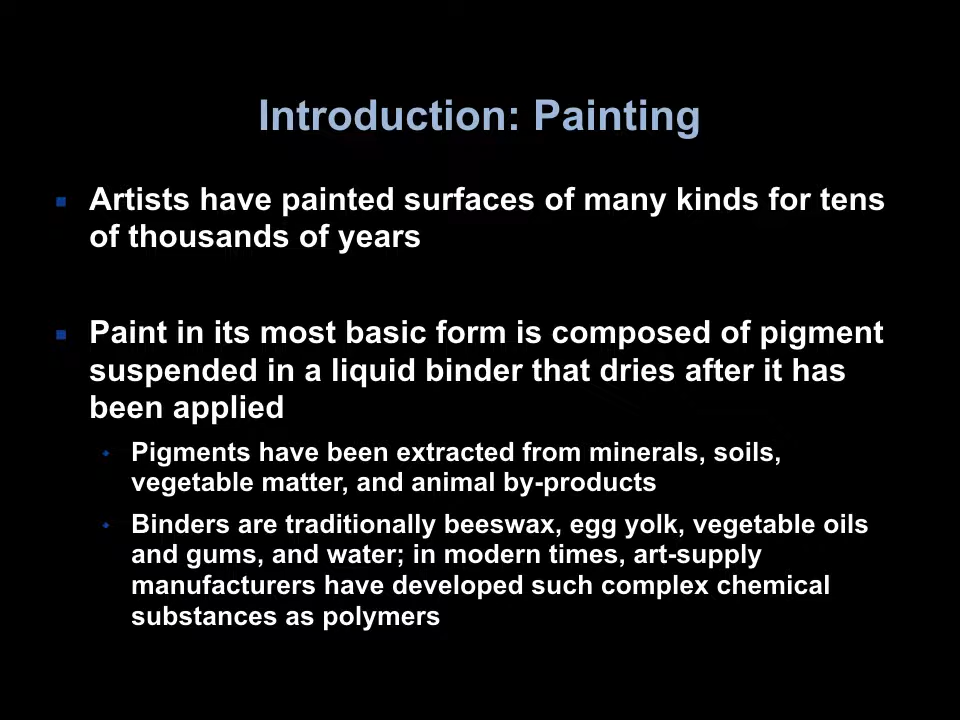 Introduction: Painting
Artists have painted surfaces of many kinds for tens
of thousands of years
Paint in its most basic form is composed of pigment
suspended in a liquid binder that dries after it has
been applied
Pigments have been extracted from minerals, soils,
vegetable matter, and animal by-products
Binders are traditionally beeswax, egg yolk, vegetable oils
and gums, and water; in modern times, art-supply
manufacturers have developed such complex chemical
substances as polymers